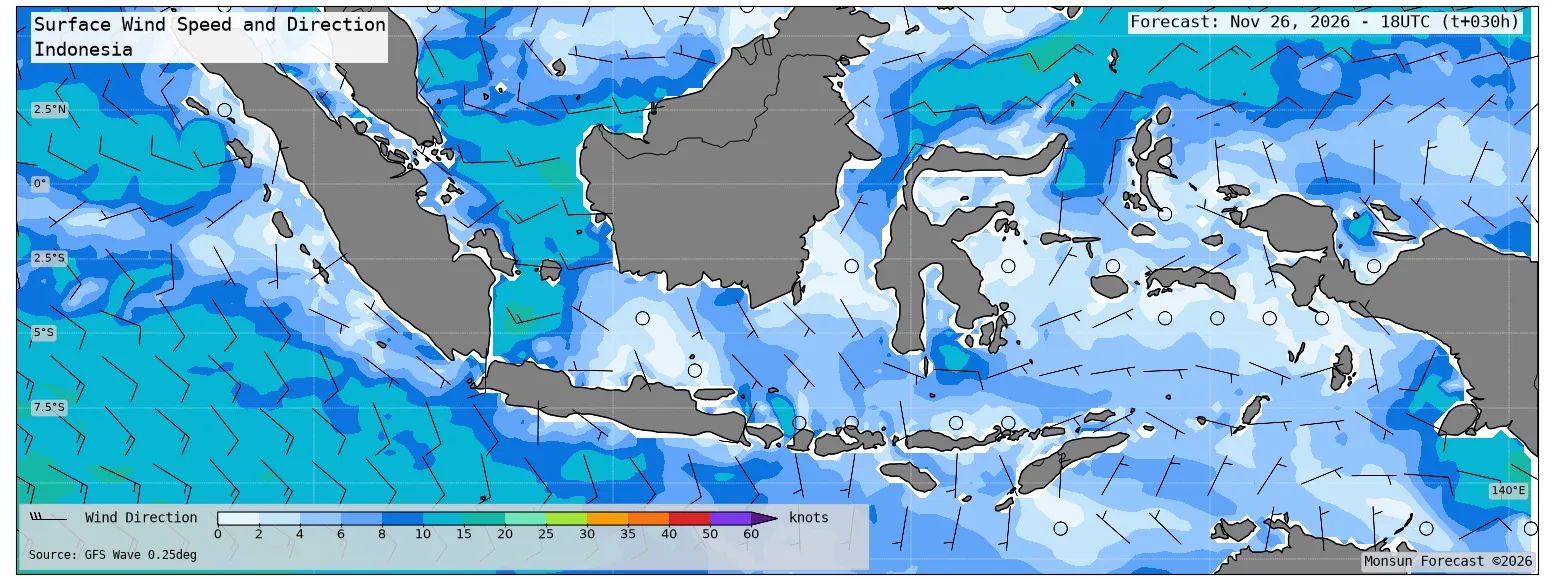 Surface Wind Speed and Direction
Indonesia
Forecast: Nov 26, 2026 - 18UTC (t+030h)
2.5°N
0°
2.5°S
5°S
7.5°S
140°E
Wind Direction
knots
0 2 4 6 8 10 15 20 25 30 35 40 50 60
Source: GFS Wave 0.25deg
Monsun Forecast ©2026